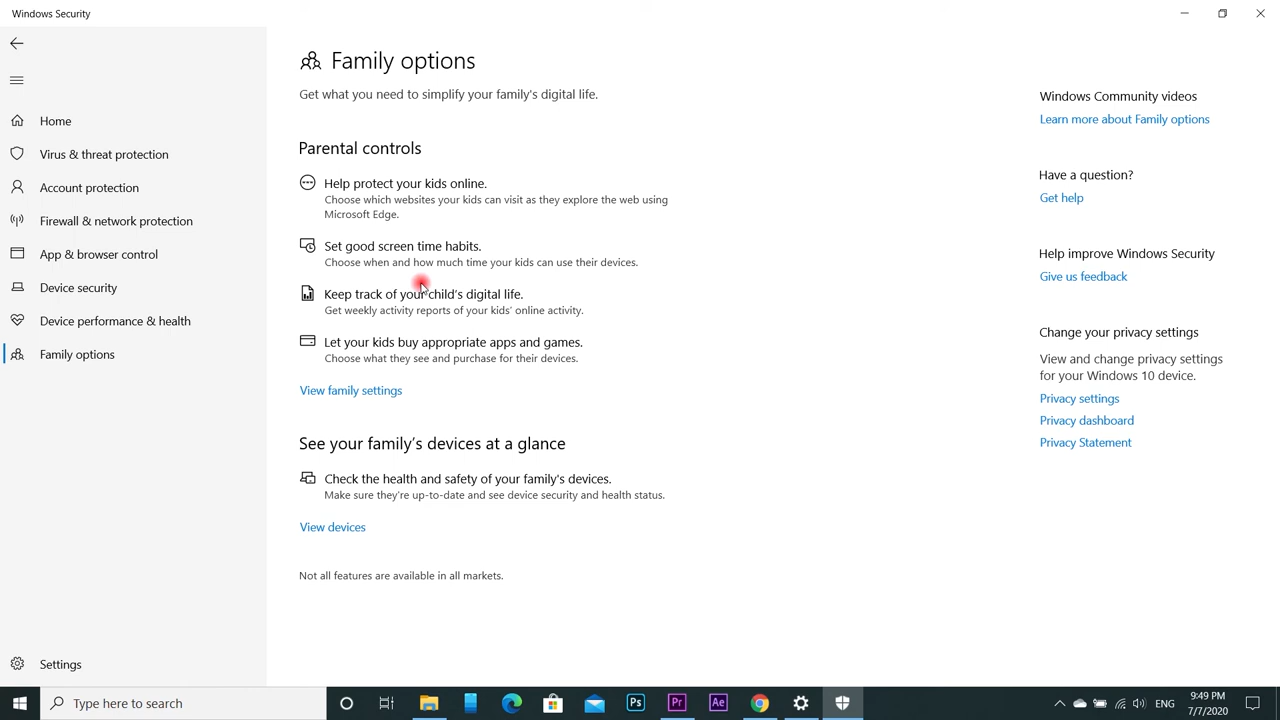 Windows Security
Home
Virus & threat protection
Account protection
Firewall & network protection
App & browser control
Device security
Device performance & health
Family options
Settings
Family options
Get what you need to simplify your family's digital life.
Parental controls
Help protect your kids online.
Choose which websites your kids can visit as they explore the web using
Microsoft Edge.
Set good screen time habits.
Choose when and how much time your kids can use their devices.
Keep track of your child's digital life.
Get weekly activity reports of your kids' online activity.
Let your kids buy appropriate apps and games.
Choose what they see and purchase for their devices.
View family settings
See your family's devices at a glance
Check the health and safety of your family's devices.
Make sure they're up-to-date and see device security and health status.
View devices
Not all features are available in all markets.
Windows Community videos
Learn more about Family options
Have a question?
Get help
Help improve Windows Security
Give us feedback
Change your privacy settings
View and change privacy settings
for your Windows 10 device.
Privacy settings
Privacy dashboard
Privacy Statement
Type here to search
Ps
Pr
Ae
ENG
9:49 PM
7/7/2020